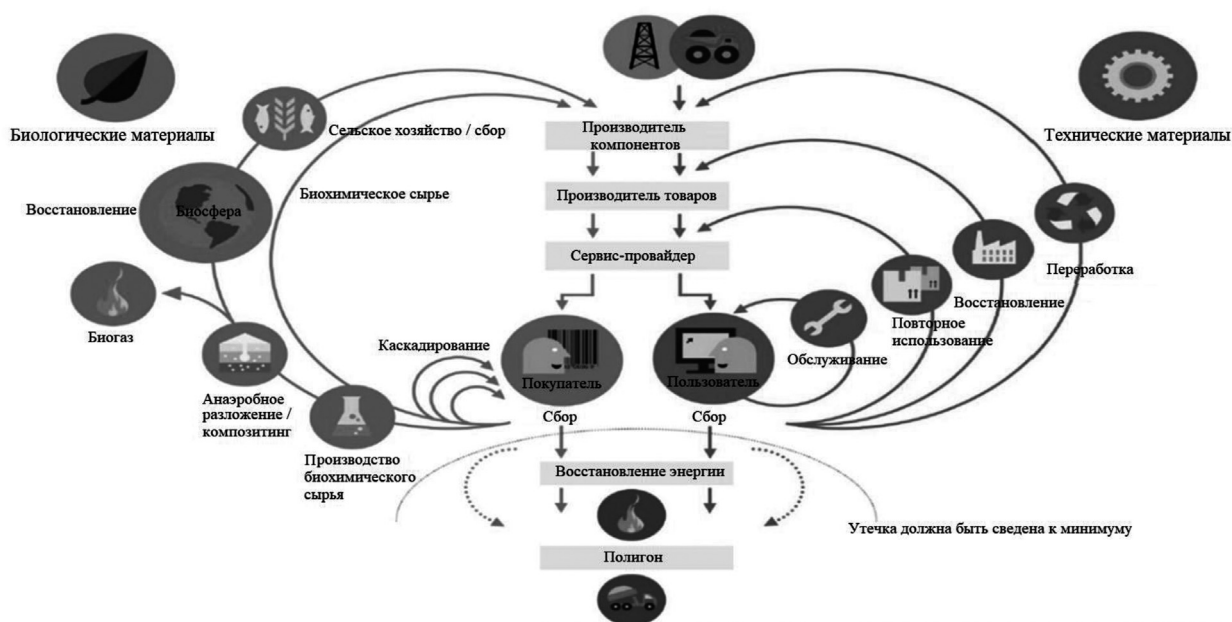 Биологические материалы
Технические материалы
Сельское хозяйство / сбор
Производитель
компонентов
Биохимическое сырье
Производитель товаров
Восстановление
Биосфера
Сервис-провайдер
Переработка
Восстановление
Повторное
использование
Биогаз
Каскадирование
Обслуживание
Покупатель
Пользователь
Анаэробное
разложение /
композитинг
Сбор
Сбор
Производство
биохимического
сырья
Восстановление энергии
Утечка должна быть сведена к минимуму
Полигон